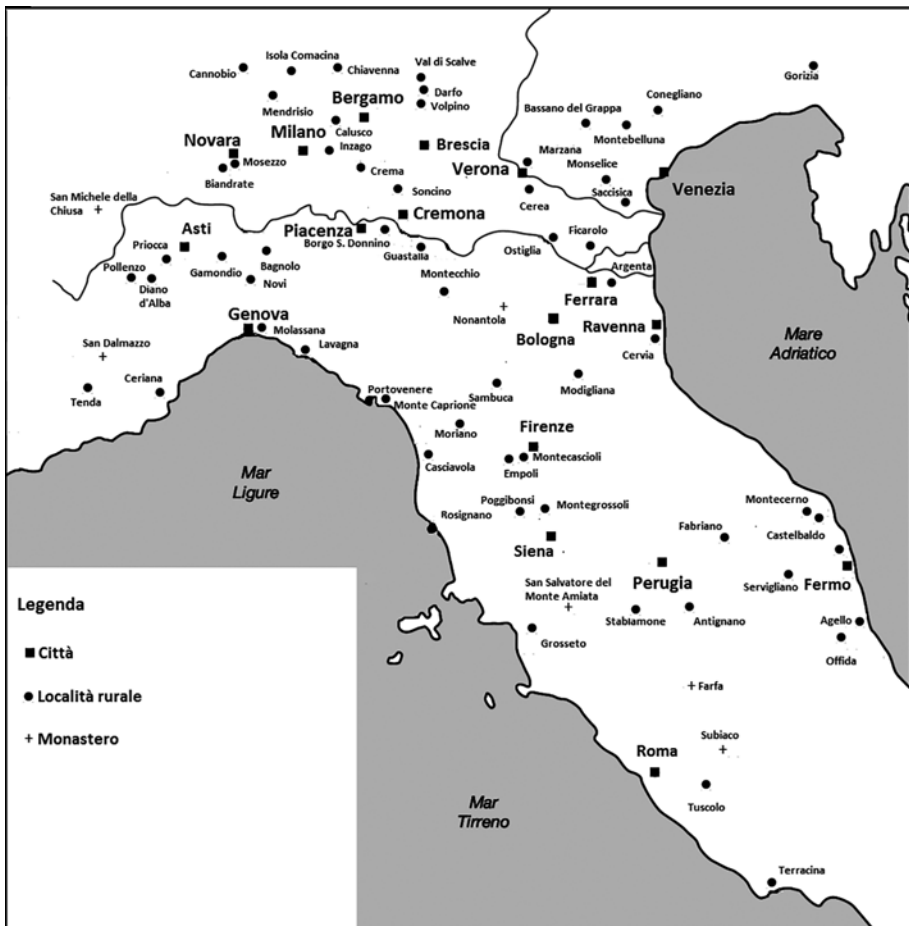 Isola Comacina
Cannobio
Chiavenna
Val di Scalve
Darfo
Volpino
Gorizia
Mendrisio
Bergamo
Conegliano
Bassano del Grappa
Montebelluna
Calusco
Milano
Inzago
Brescia
Novara
Mosezzo
Biandrate
Crema
Marzana
Verona
Monselice
Venezia
Soncino
Cerea
Saccisica
San Michele della
Chiusa
Cremona
Asti
Piacenza
Borgo S. Donnino
Guastalla
Ostiglia
Ficarolo
Priocca
Pollenzo
Diano
d'Alba
Gamondio
Bagnolo
Novi
Montecchio
Argenta
Ferrara
Nonantola
Bologna
Ravenna
Cervia
Genova
Molassana
Lavagna
Mare
Adriatico
San Dalmazzo
Tenda
Ceriana
Portovenere
Monte Caprione
Sambuca
Modigliana
Moriano
Firenze
Montecascioli
Empoli
Casciavola
Mar
Ligure
Poggibonsi
Montegrossoli
Rosignano
Siena
Montecerno
Fabriano
Castelbaldo
Perugia
Servigliano
Fermo
San Salvatore del
Monte Amiata
Stabiamone
Antignano
Agello
Offida
Grosseto
Farfa
Subiaco
Roma
Tuscolo
Mar
Tirreno
Terracina
Legenda
Città
Località rurale
Monastero